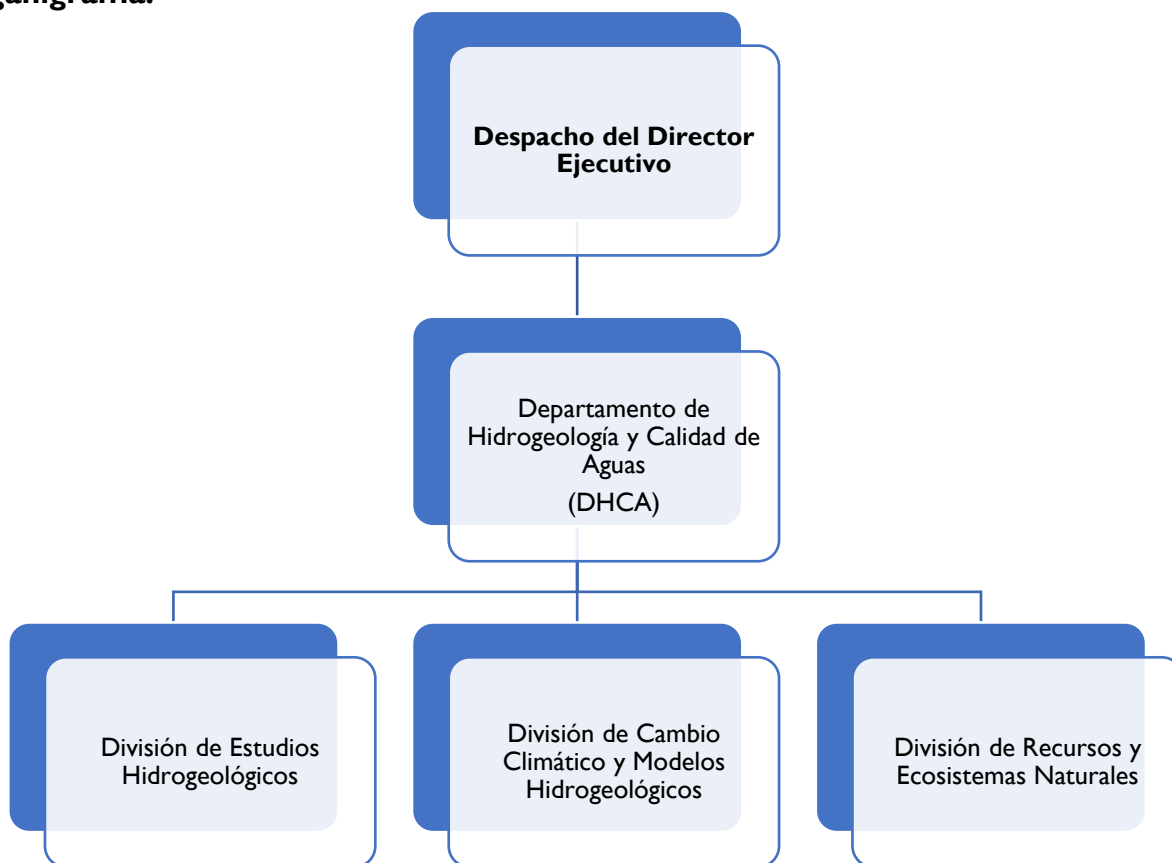 Despacho del Director
Ejecutivo
Departamento de
Hidrogeología y Calidad de
Aguas
(DHCA)
División de Estudios
Hidrogeológicos
División de Cambio
Climático y Modelos
Hidrogeológicos
División de Recursos y
Ecosistemas Naturales